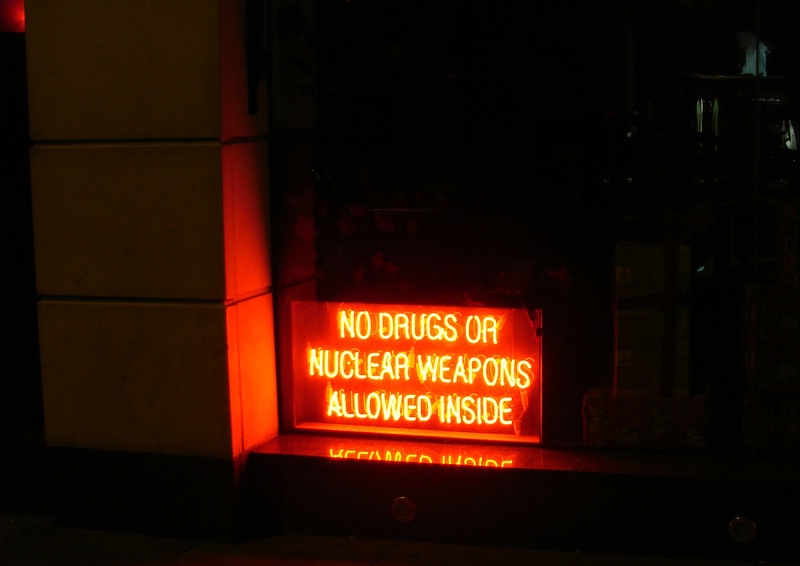 NO DRUGS OR
NUCLEAR WEAPONS
ALLOWED INSIDE